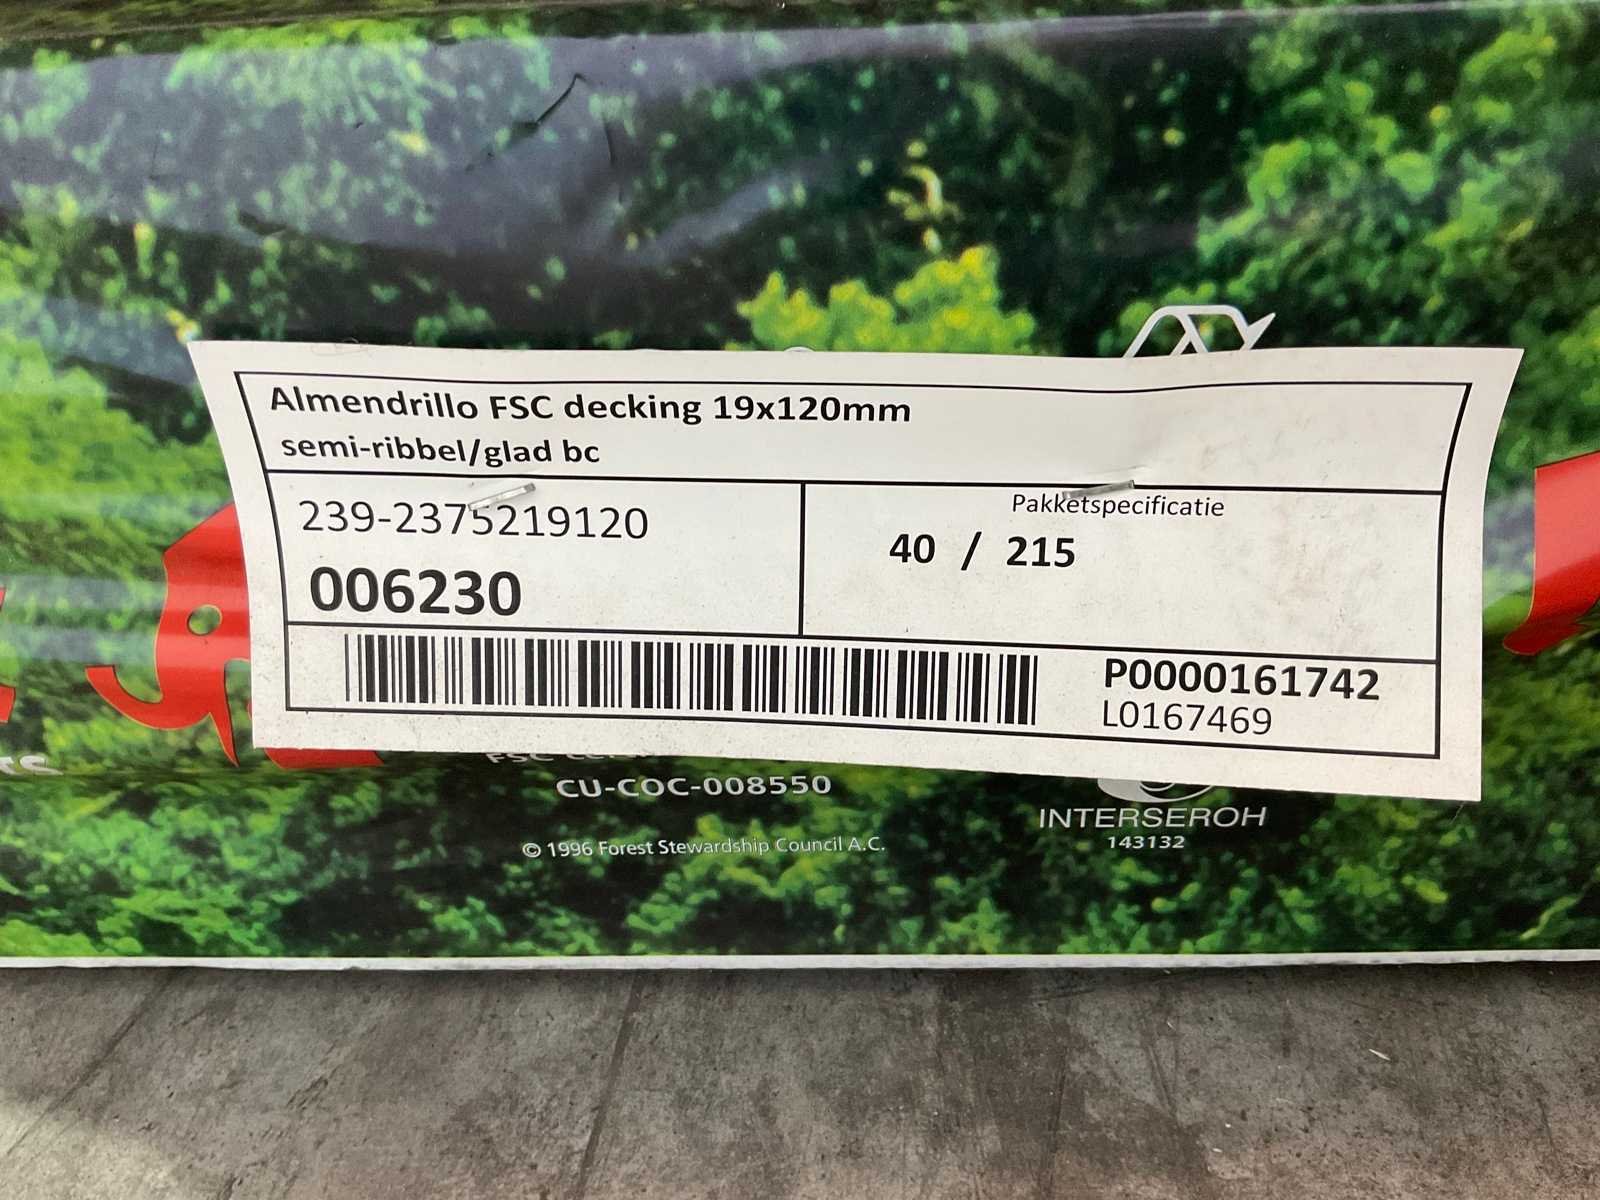 Almendrillo FSC decking 19x120mm
semi-ribbel/glad bc
239-2375219120
006230
Pakketspecificatie
40 / 215
P0000161742
L0167469
FSC
CU-COC-008550
© 1996 Forest Stewardship Council A.C.
INTERSEROH
143132